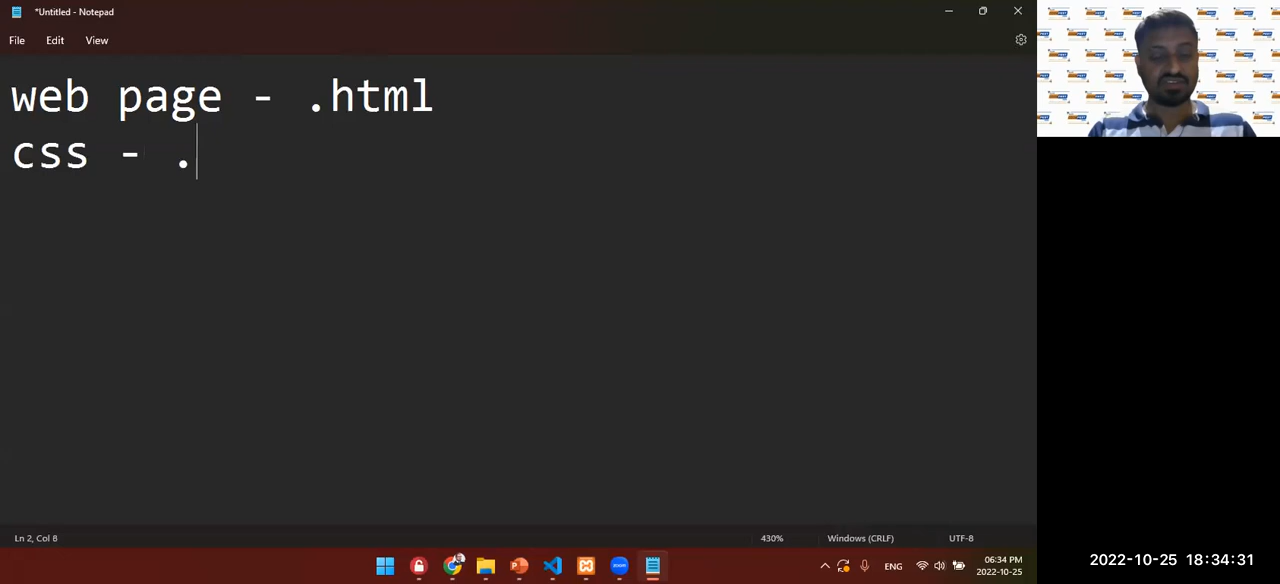 *Untitled - Notepad
File Edit View
web page - .html
css - .
Ln 2, Col 8 430% Windows (CRLF) UTF-8
zoom ENG 06:34 PM
2022-10-25
2022-10-25 18:34:31